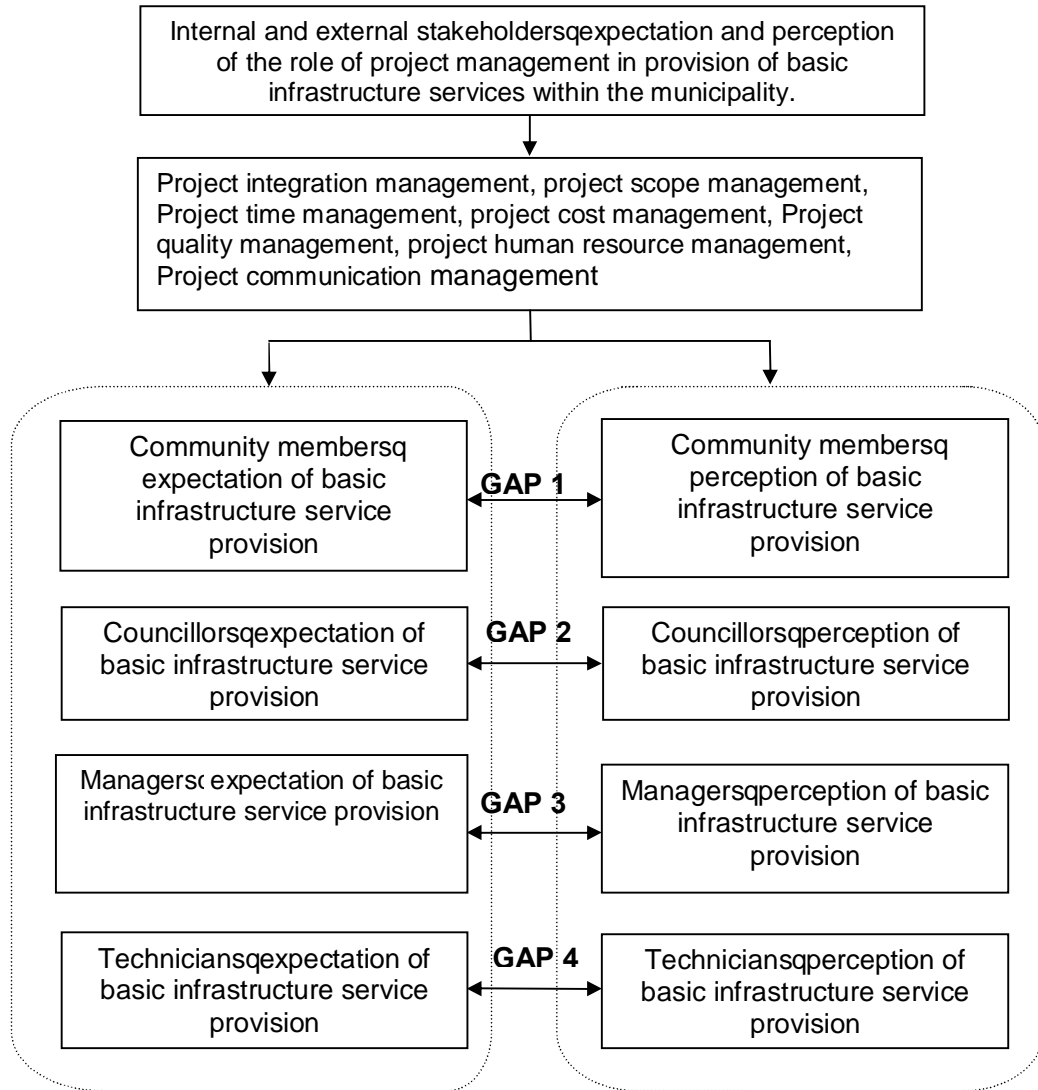 Internal and external stakeholdersqexpectation and perception
of the role of project management in provision of basic
infrastructure services within the municipality.
Project integration management, project scope management,
Project time management, project cost management, Project
quality management, project human resource management,
Project communication management
Community membersq
expectation of basic
infrastructure service
provision
GAP 1
Community membersq
perception of basic
infrastructure service
provision
Councillorsqexpectation of
basic infrastructure service
provision
GAP 2
Councillorsqperception of
basic infrastructure service
provision
Managersq expectation of basic
infrastructure service provision
GAP 3
Managersqperception of basic
infrastructure service
provision
Techniciansqexpectation of
basic infrastructure service
provision
GAP 4
Techniciansqperception of
basic infrastructure service
provision